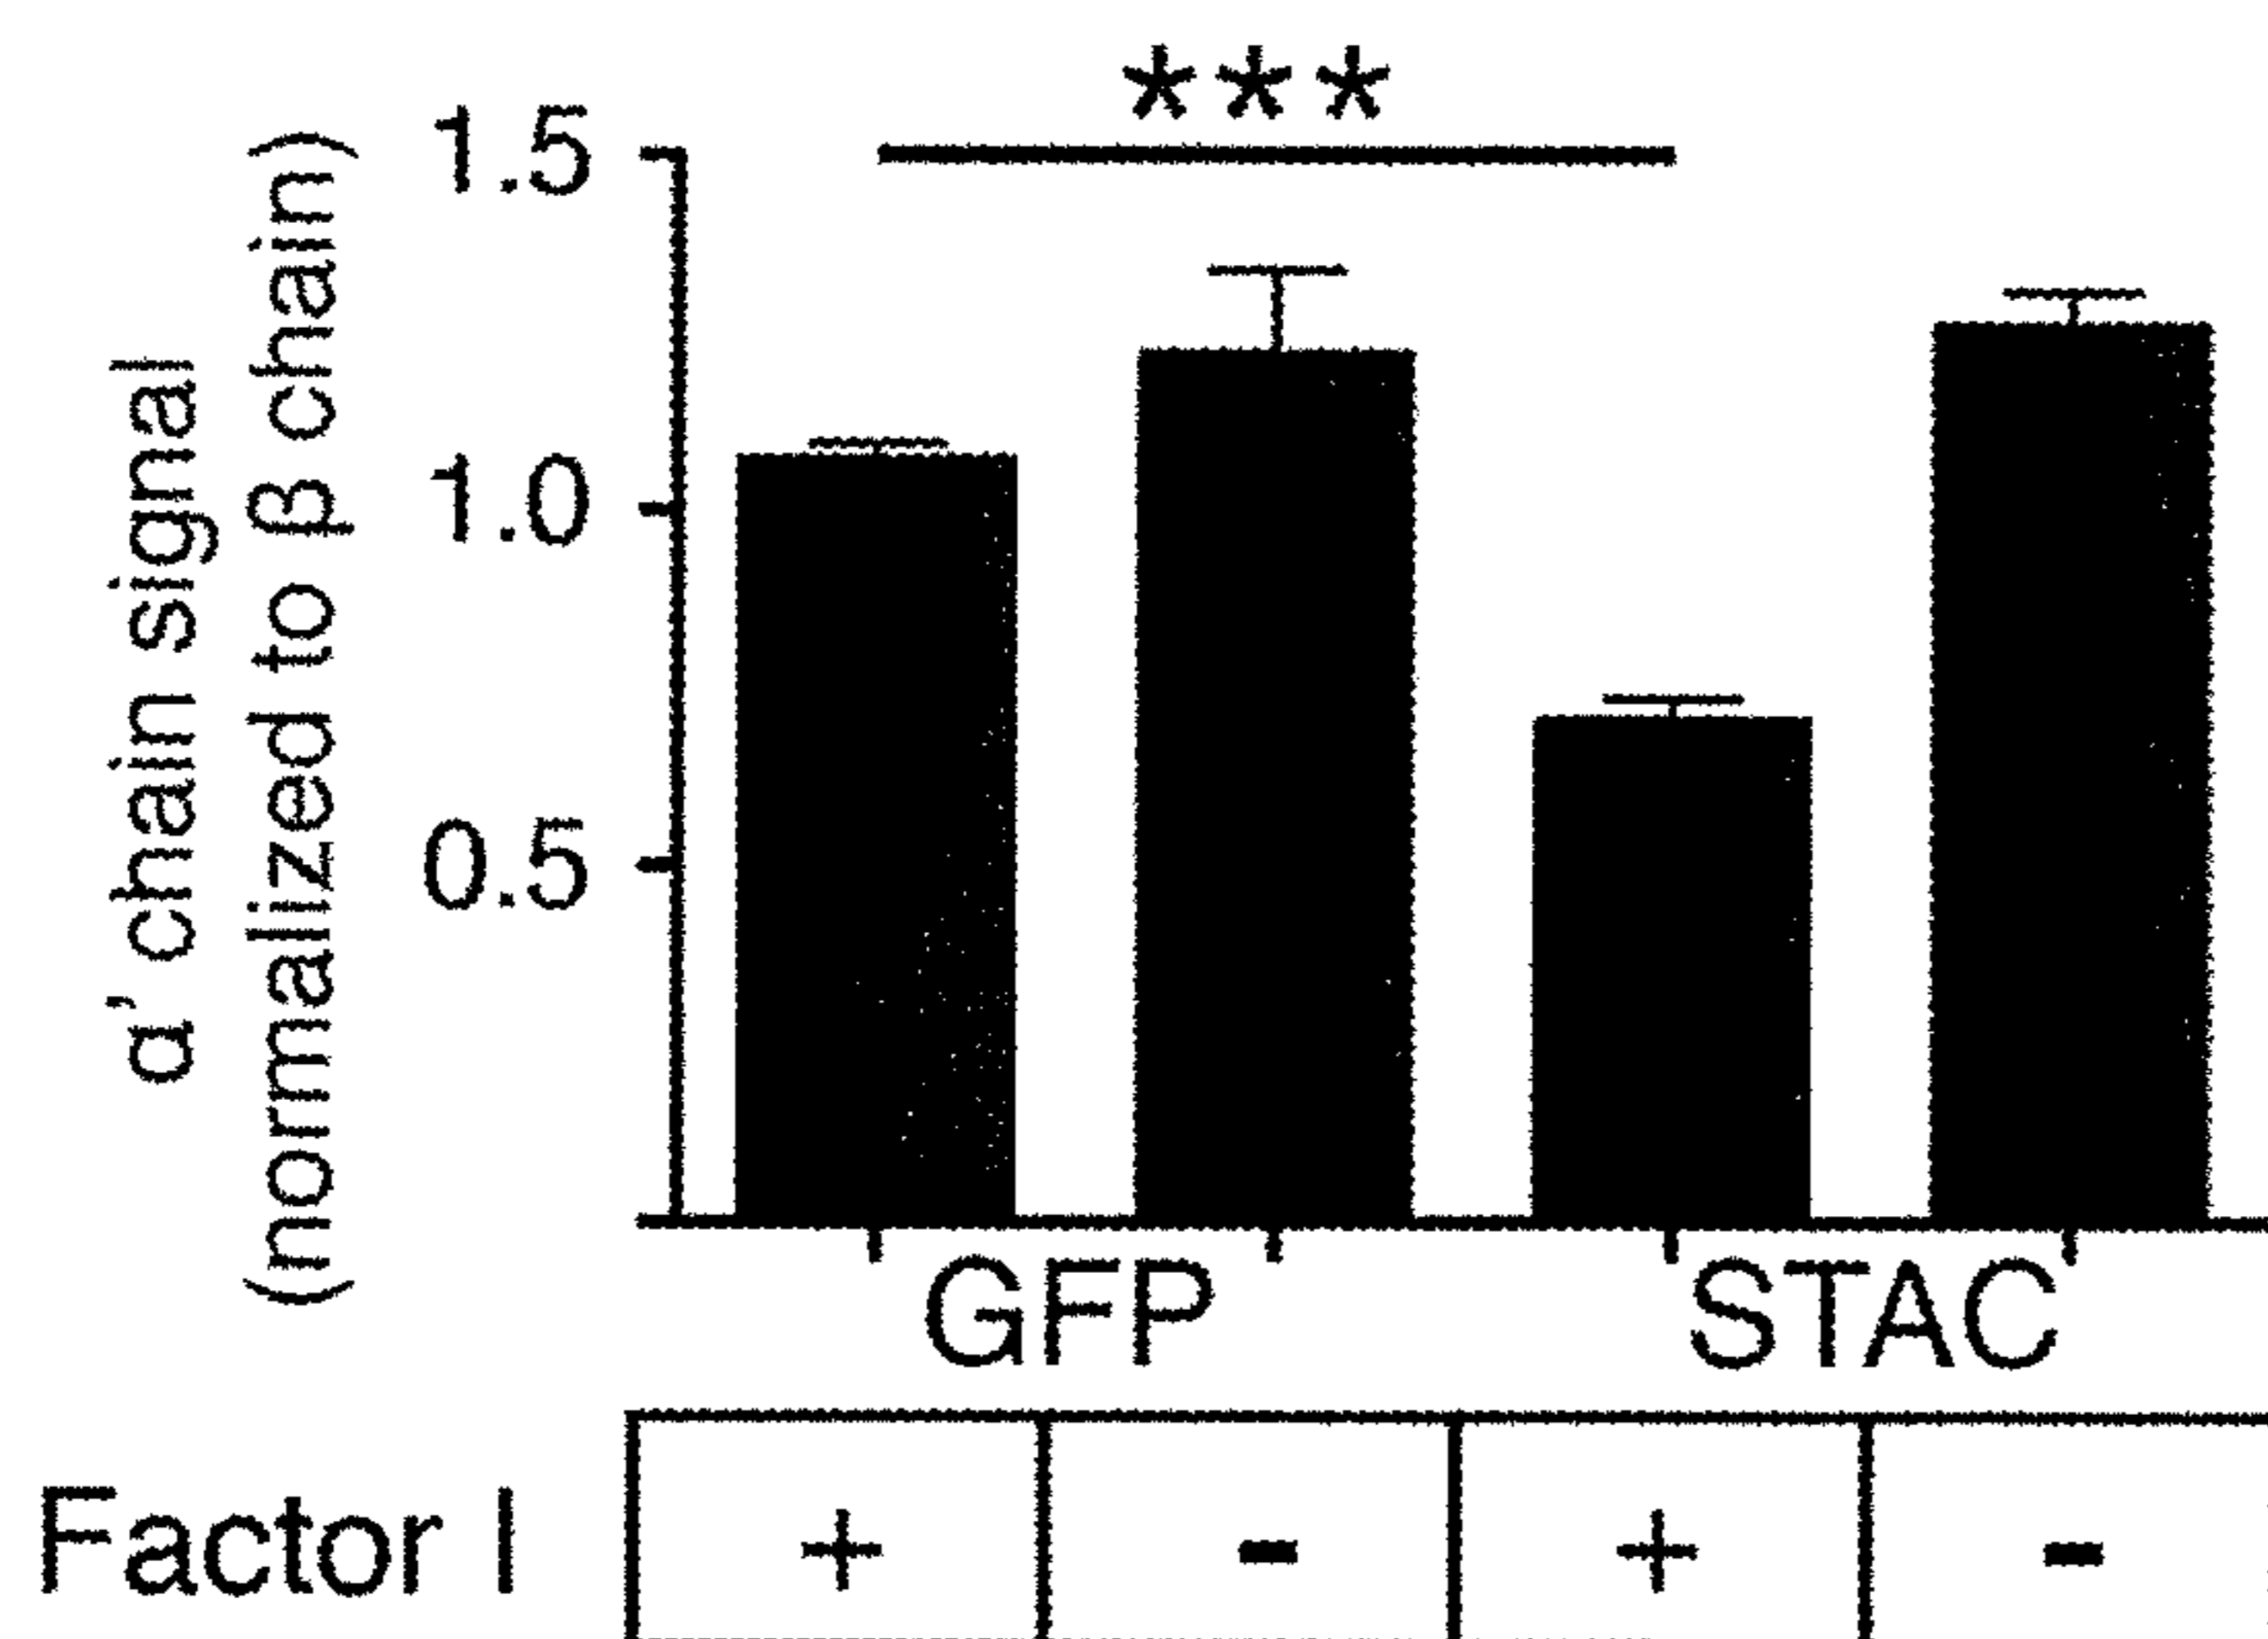 ***
α' chain signal
(normalized to β chain)
1.5
1.0
0.5
GFP STAC
Factor I + - + -